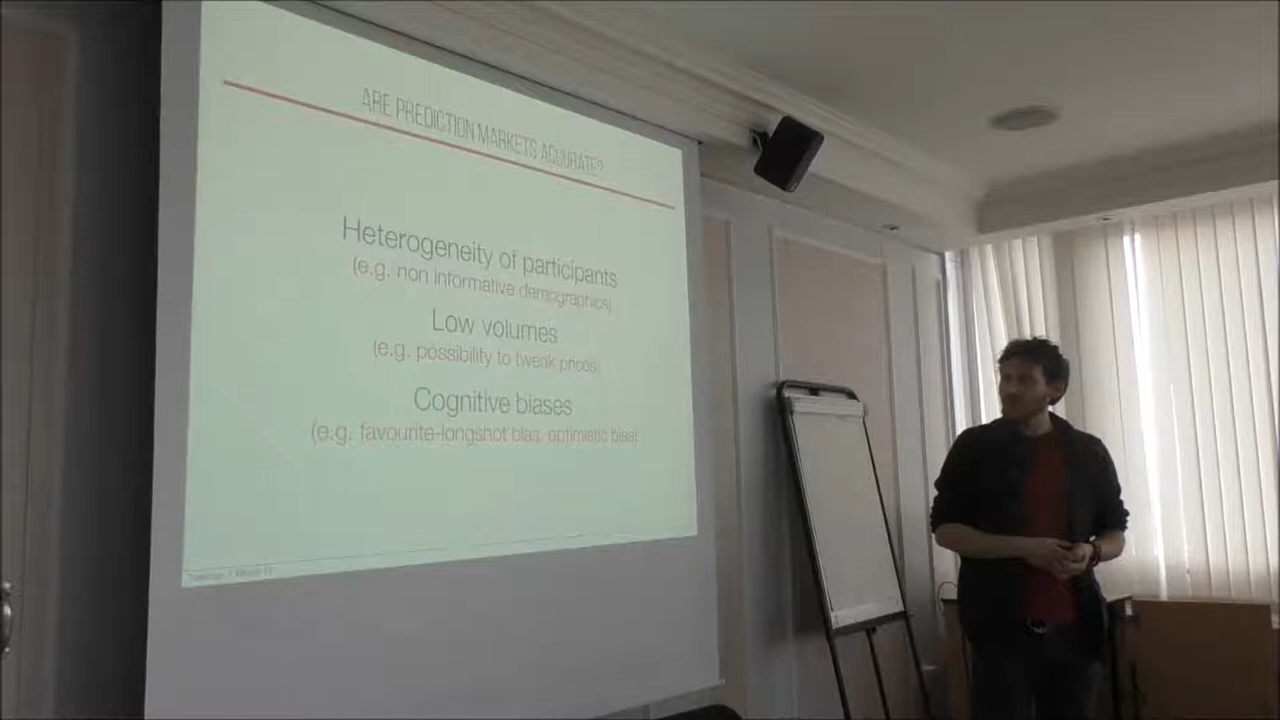 ARE PREDICTION MARKETS ACCURATE?
Heterogeneity of participants
(e.g. non informative demographics)
Low volumes
(e.g. possibility to tweak prices)
Cognitive biases
(e.g. favourite-longshot bias, optimistic bias)